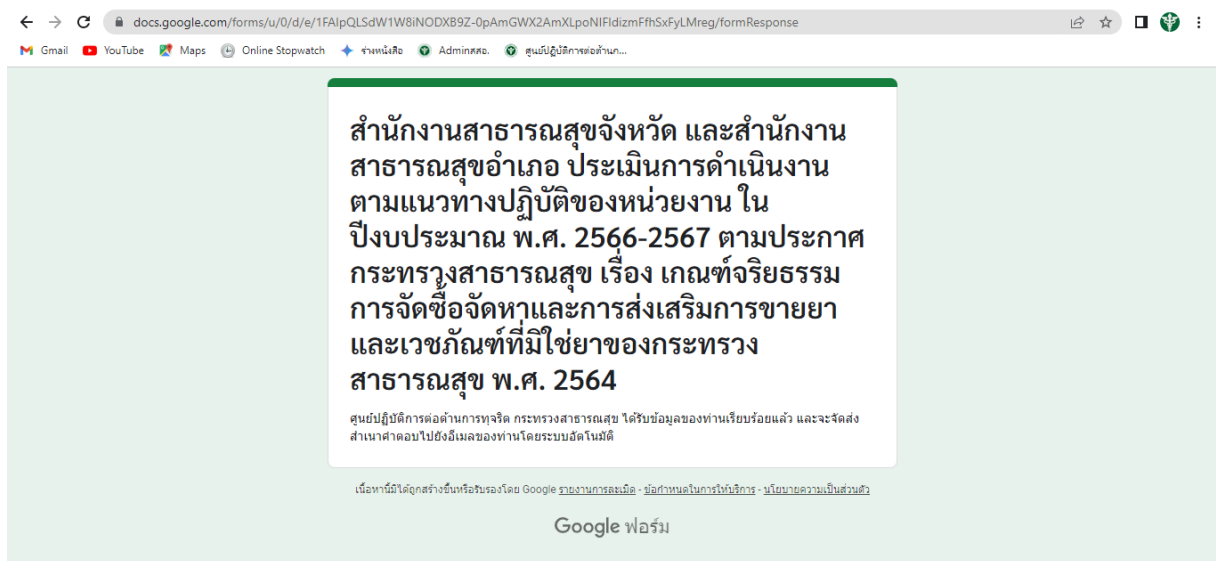 docs.google.com/forms/u/0/d/e/1FAIpQLSdW1W8iNODXB9Z-0pAmGWX2AmXLpoNIFIdizmFfhSxFyLMreg/formResponse
Gmail YouTube Maps Online Stopwatch ร่างหนังสือ Adminสสอ. ศูนย์ปฏิบัติการต่อต้านก...
สำนักงานสาธารณสุขจังหวัด และสำนักงาน
สาธารณสุขอำเภอ ประเมินการดำเนินงาน
ตามแนวทางปฏิบัติของหน่วยงาน ใน
ปีงบประมาณ พ.ศ. 2566-2567 ตามประกาศ
กระทรวงสาธารณสุข เรื่อง เกณฑ์จริยธรรม
การจัดซื้อจัดหาและการส่งเสริมการขายยา
และเวชภัณฑ์ที่มิใช่ยาของกระทรวง
สาธารณสุข พ.ศ. 2564
ศูนย์ปฏิบัติการต่อต้านการทุจริต กระทรวงสาธารณสุข ได้รับข้อมูลของท่านเรียบร้อยแล้ว และจะจัดส่ง
สำเนาคำตอบไปยังอีเมลของท่านโดยระบบอัตโนมัติ
เนื้อหานี้มิได้ถูกสร้างขึ้นหรือรับรองโดย Google รายงานการละเมิด - ข้อกำหนดในการให้บริการ - นโยบายความเป็นส่วนตัว
Google ฟอร์ม